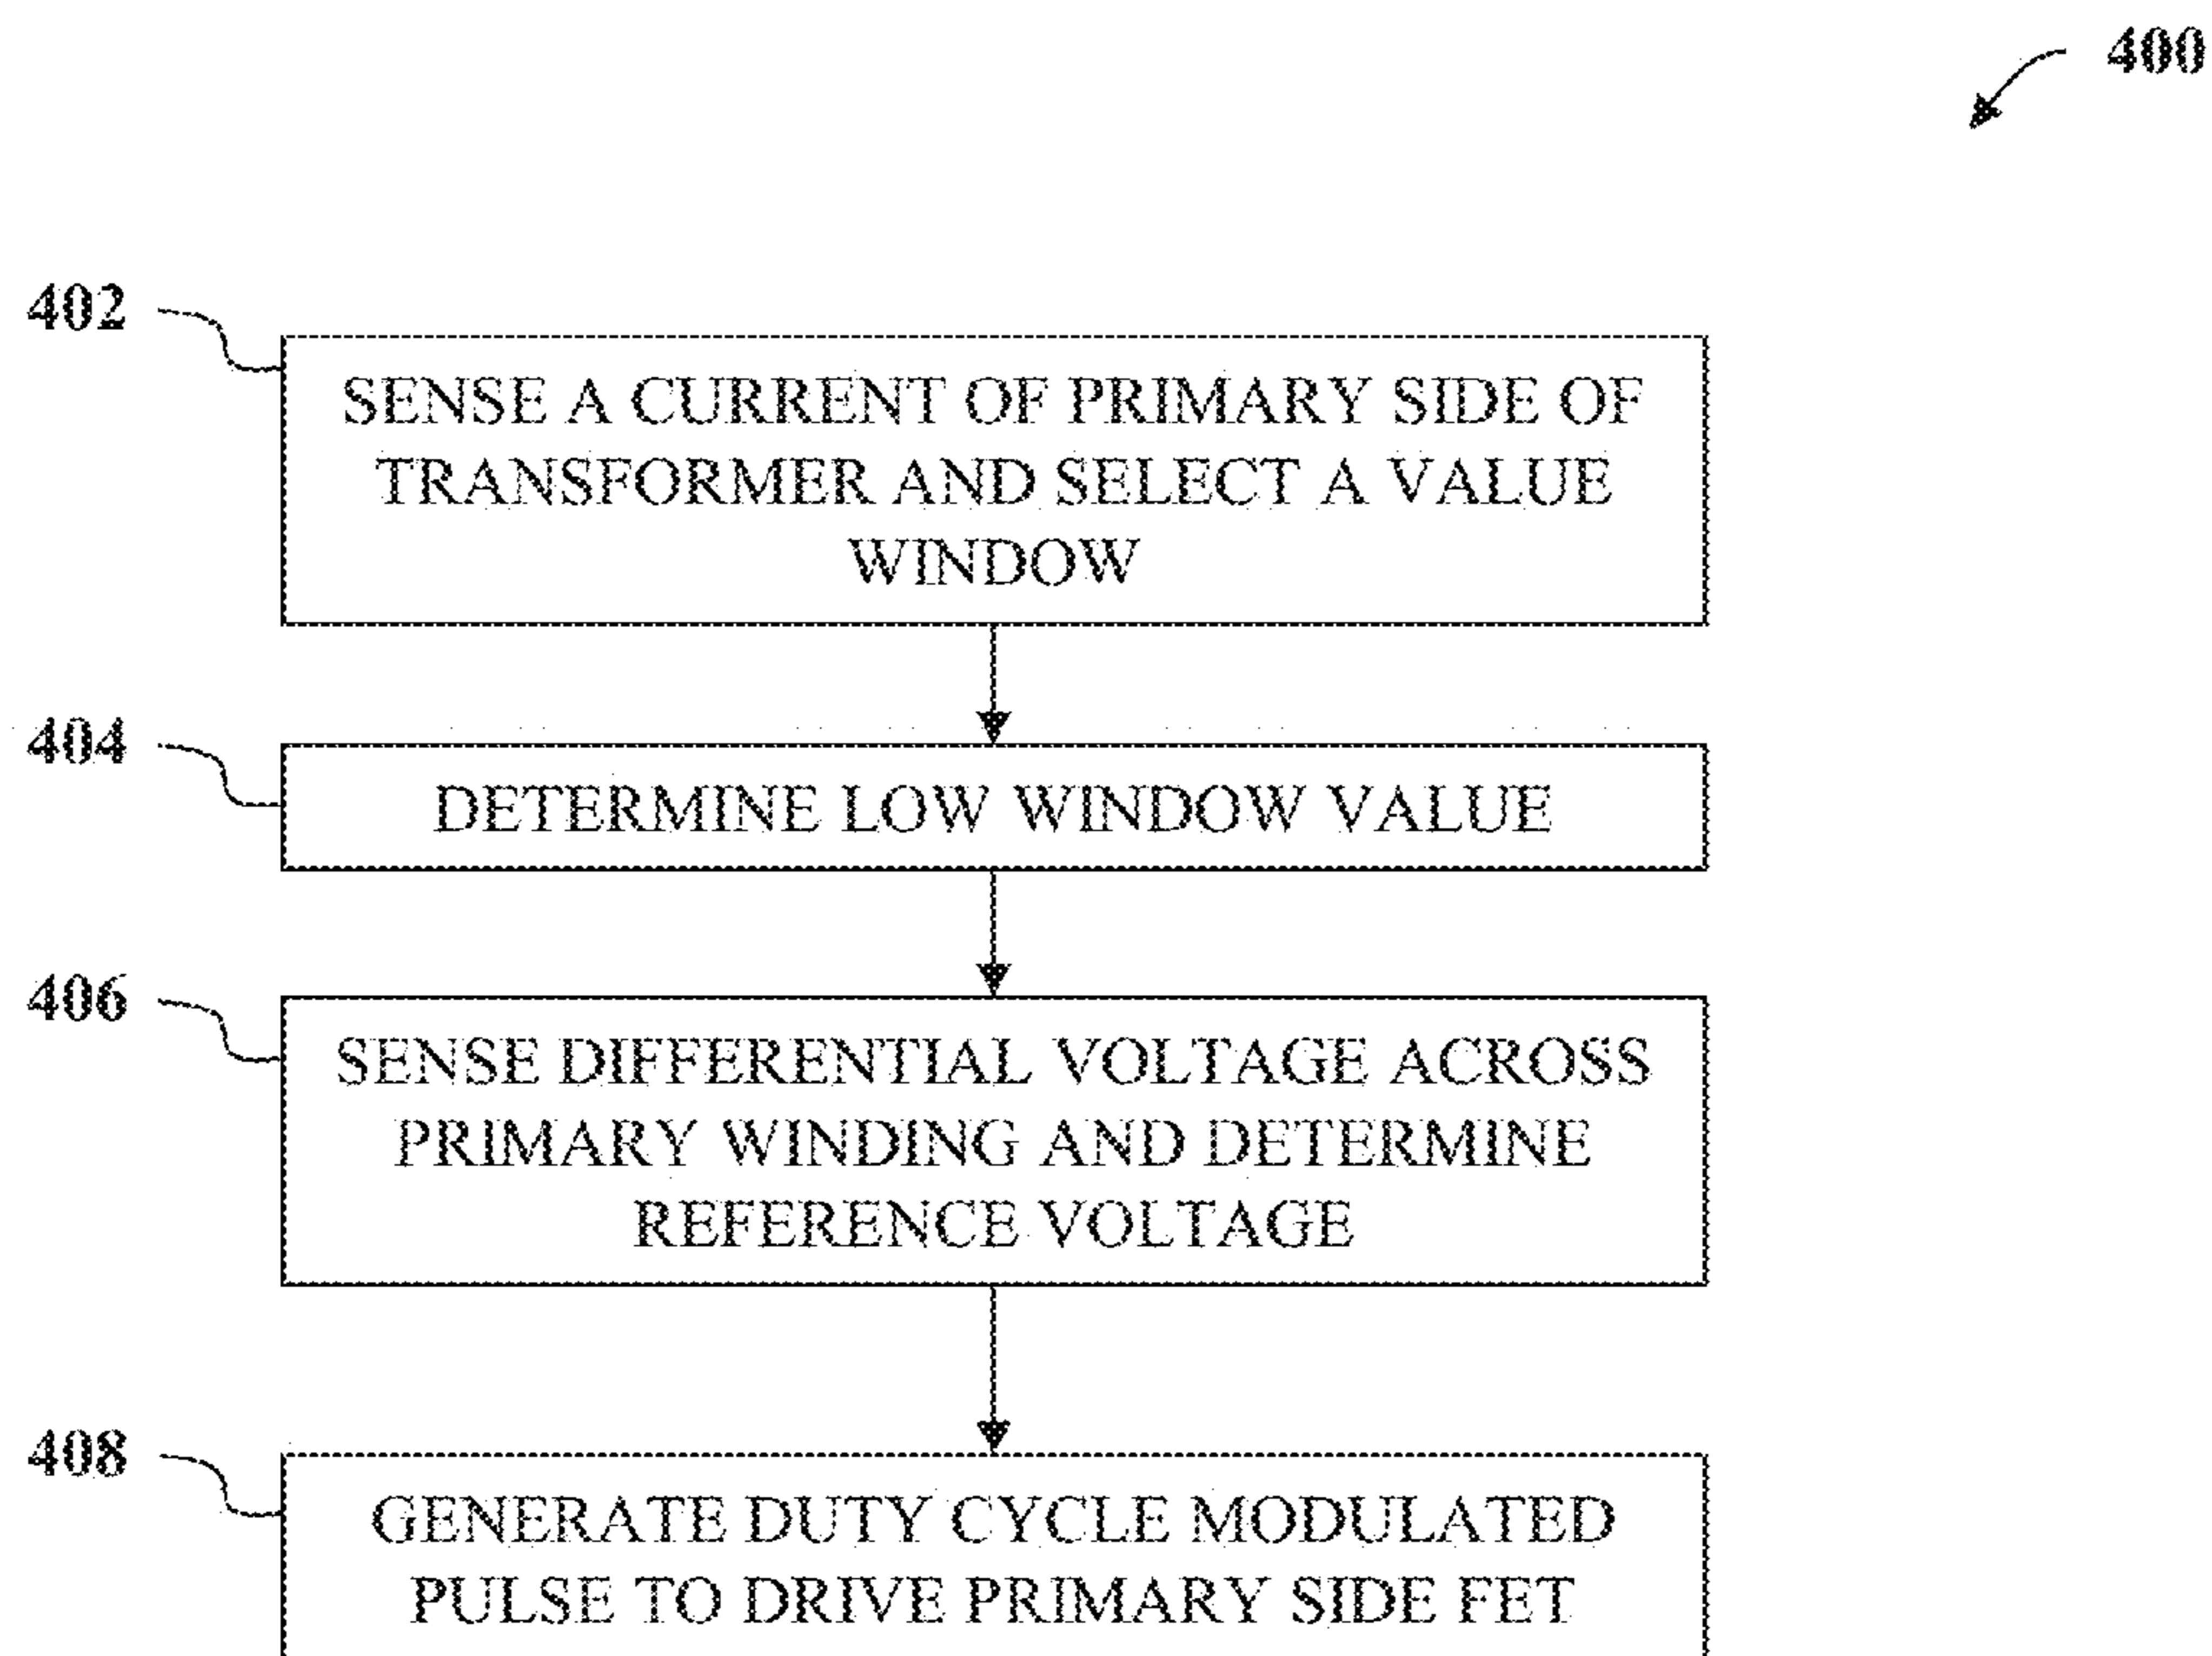 400
402
SENSE A CURRENT OF PRIMARY SIDE OF
TRANSFORMER AND SELECT A VALUE
WINDOW
404
DETERMINE LOW WINDOW VALUE
406
SENSE DIFFERENTIAL VOLTAGE ACROSS
PRIMARY WINDING AND DETERMINE
REFERENCE VOLTAGE
408
GENERATE DUTY CYCLE MODULATED
PULSE TO DRIVE PRIMARY SIDE FET